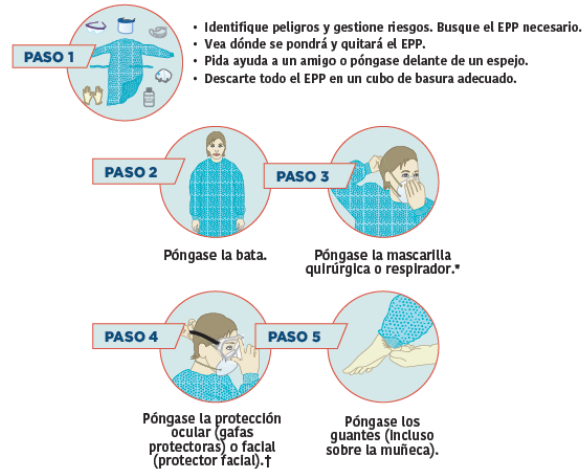 PASO 1
• Identifique peligros y gestione riesgos. Busque el EPP necesario.
• Vea dónde se pondrá y quitará el EPP.
• Pida ayuda a un amigo o póngase delante de un espejo.
• Descarte todo el EPP en un cubo de basura adecuado.
PASO 2
Póngase la bata.
PASO 3
Póngase la mascarilla
quirúrgica o respirador.*
PASO 4
Póngase la protección
ocular (gafas
protectoras) o facial
(protector facial).†
PASO 5
Póngase los
guantes (incluso
sobre la muñeca).